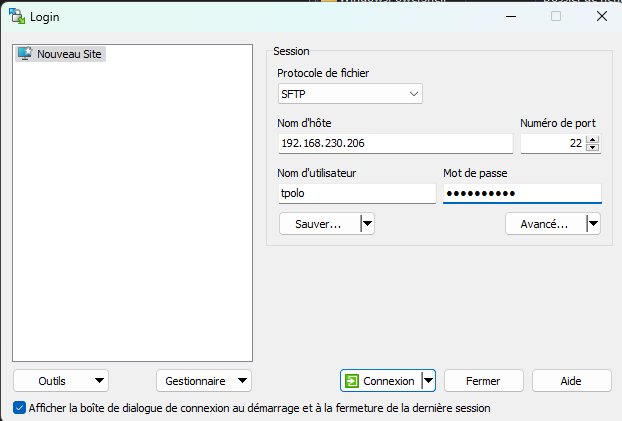 Login
Nouveau Site
Session
Protocole de fichier
SFTP
Nom d'hôte
Numéro de port
192.168.230.206
22
Nom d'utilisateur
Mot de passe
tpolo
●●●●●●●●●●
Sauver...
Avancé...
Outils
Gestionnaire
Connexion
Fermer
Aide
Afficher la boîte de dialogue de connexion au démarrage et à la fermeture de la dernière session